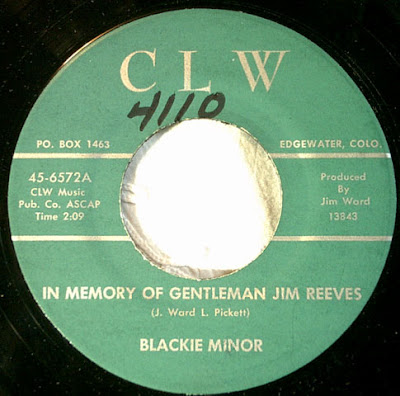 CLW
4110
PO. BOX 1463 EDGEWATER, COLO.
45-6572A
CLW Music
Pub. Co. ASCAP
Time 2:09
Produced
By
Jim Ward
13843
IN MEMORY OF GENTLEMAN JIM REEVES
(J. Ward L. Pickett)
BLACKIE MINOR